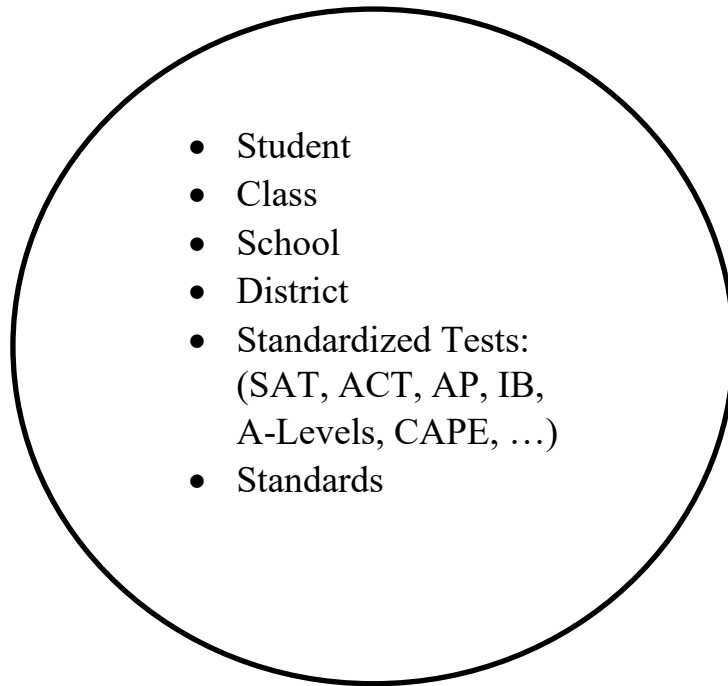 • Student
• Class
• School
• District
• Standardized Tests:
(SAT, ACT, AP, IB,
A-Levels, CAPE, …)
• Standards